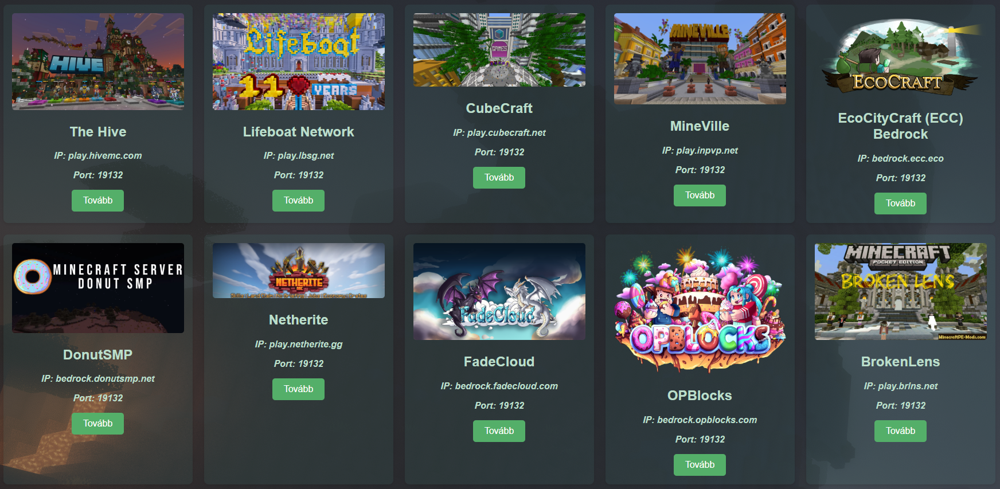 HIVE
The Hive
IP: play.hivemc.com
Port: 19132
Tovább
Lifeboat
11 YEARS
Lifeboat Network
IP: play.lbsg.net
Port: 19132
Tovább
GAMES
CubeCraft
IP: play.cubecraft.net
Port: 19132
Tovább
MINEVILLE
MineVille
IP: play.inpvp.net
Port: 19132
Tovább
ECOCRAFT
EcoCityCraft (ECC)
Bedrock
IP: bedrock.ecc.eco
Port: 19132
Tovább
MINECRAFT SERVER
DONUT SMP
DonutSMP
IP: bedrock.donutsmp.net
Port: 19132
Tovább
NETHERITE
MC
Netherite
IP: play.netherite.gg
Port: 19132
Tovább
FadeCloud
FadeCloud
IP: bedrock.fadecloud.com
Port: 19132
Tovább
OPBLOCKS
OPBlocks
IP: bedrock.opblocks.com
Port: 19132
Tovább
MINECRAFT
POCKET EDITION
BROKEN LENS
MinecraftPE-Mods.com
BrokenLens
IP: play.brlns.net
Port: 19132
Tovább